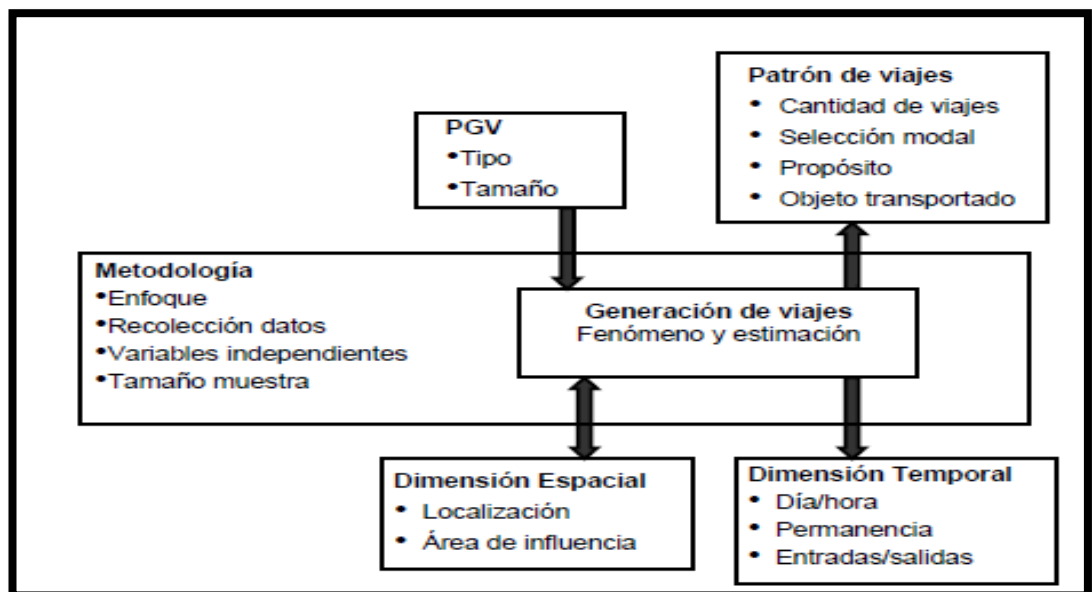 Patrón de viajes
• Cantidad de viajes
• Selección modal
• Propósito
• Objeto transportado
PGV
•Tipo
•Tamaño
Metodología
•Enfoque
•Recolección datos
•Variables independientes
•Tamaño muestra
Generación de viajes
Fenómeno y estimación
Dimensión Espacial
• Localización
• Área de influencia
Dimensión Temporal
• Día/hora
• Permanencia
• Entradas/salidas